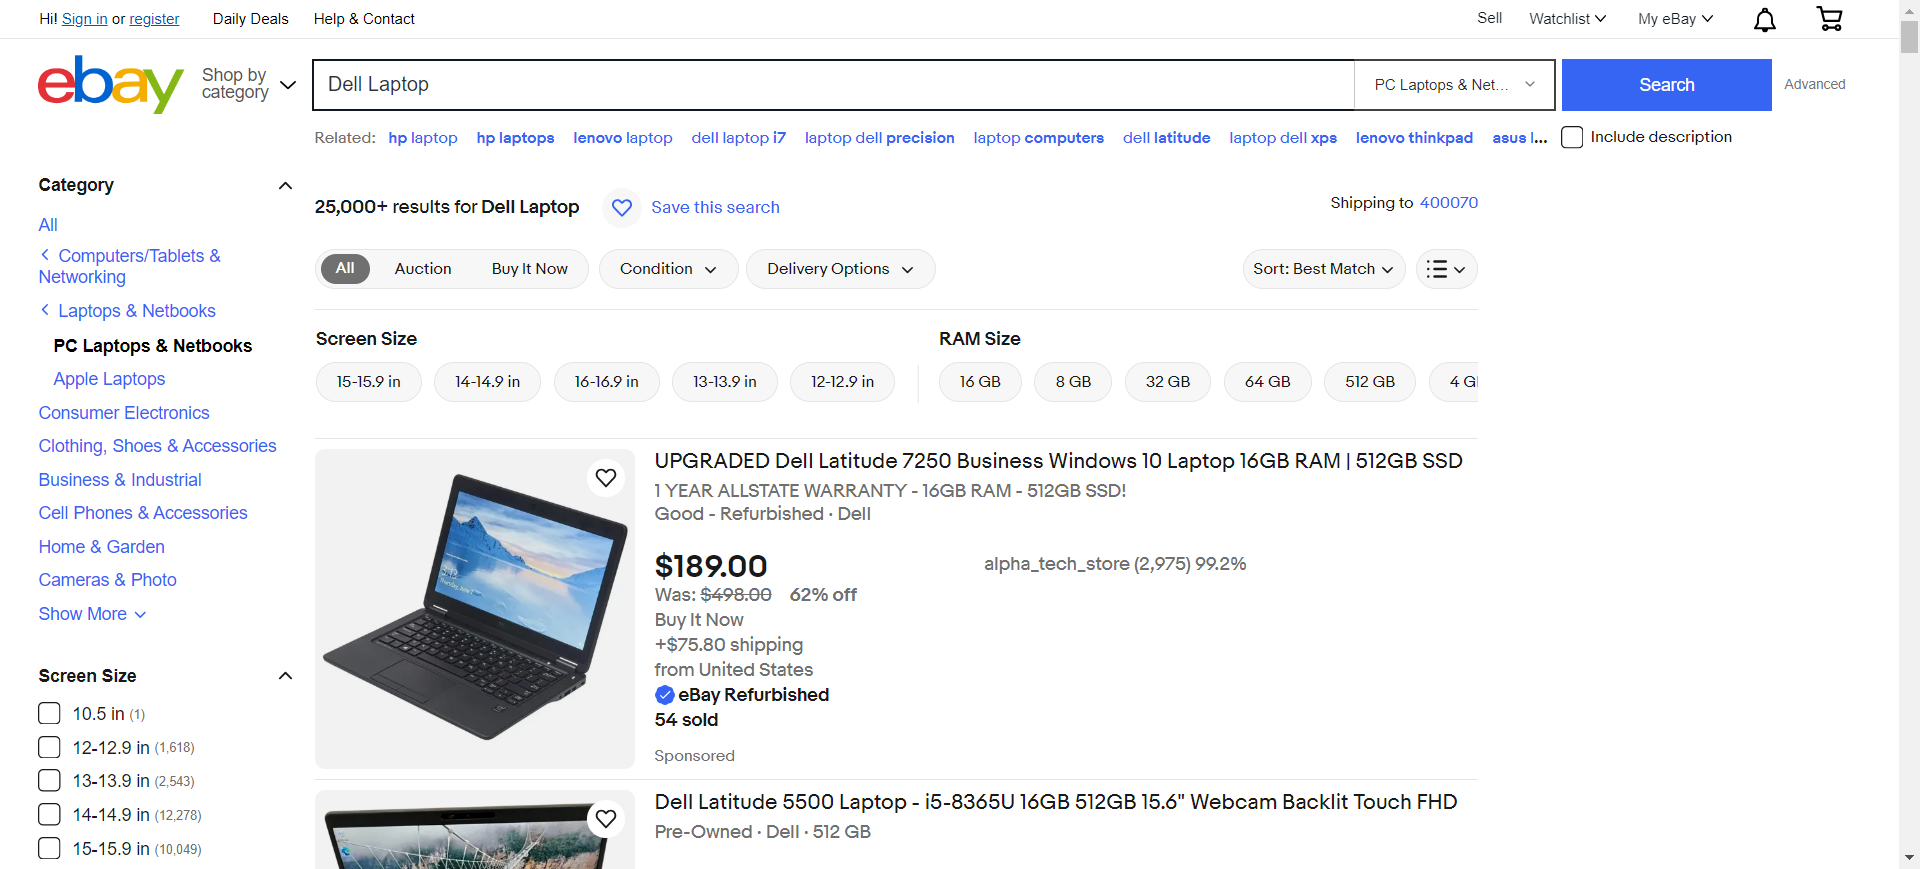 Hi! Sign in or register Daily Deals Help & Contact Sell Watchlist My eBay
ebay Shop by category Dell Laptop PC Laptops & Net... Search Advanced
Related: hp laptop hp laptops lenovo laptop dell laptop i7 laptop dell precision laptop computers dell latitude laptop dell xps lenovo thinkpad asus l... Include description
Category
All
Computers/Tablets &
Networking
Laptops & Netbooks
PC Laptops & Netbooks
Apple Laptops
Consumer Electronics
Clothing, Shoes & Accessories
Business & Industrial
Cell Phones & Accessories
Home & Garden
Cameras & Photo
Show More
Screen Size
10.5 in (1)
12-12.9 in (1,618)
13-13.9 in (2,543)
14-14.9 in (12,278)
15-15.9 in (10,049)
25,000+ results for Dell Laptop Save this search Shipping to 400070
All Auction Buy It Now Condition Delivery Options Sort: Best Match
Screen Size RAM Size
15-15.9 in 14-14.9 in 16-16.9 in 13-13.9 in 12-12.9 in 16 GB 8 GB 32 GB 64 GB 512 GB 4 G
UPGRADED Dell Latitude 7250 Business Windows 10 Laptop 16GB RAM | 512GB SSD
1 YEAR ALLSTATE WARRANTY - 16GB RAM - 512GB SSD!
Good - Refurbished · Dell
$189.00 alpha_tech_store (2,975) 99.2%
Was: $498.00 62% off
Buy It Now
+$75.80 shipping
from United States
eBay Refurbished
54 sold
Sponsored
Dell Latitude 5500 Laptop - i5-8365U 16GB 512GB 15.6" Webcam Backlit Touch FHD
Pre-Owned · Dell · 512 GB